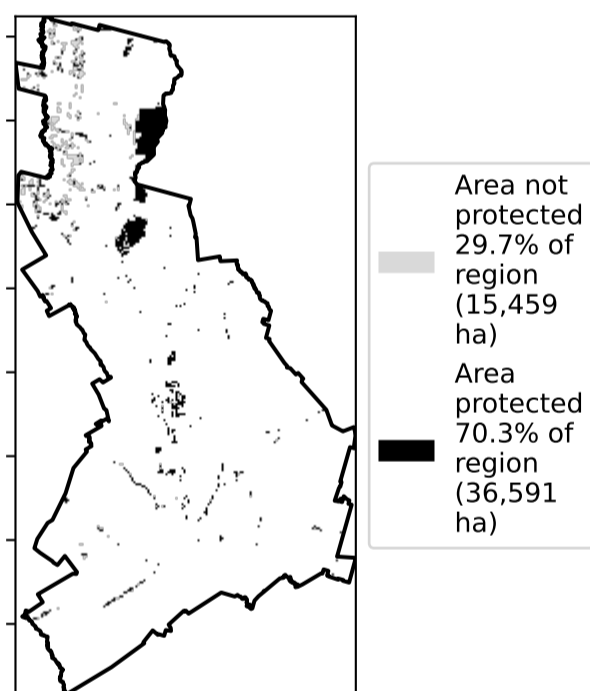 Area not
protected
29.7% of
region
(15,459
ha)
Area
protected
70.3% of
region
(36,591
ha)